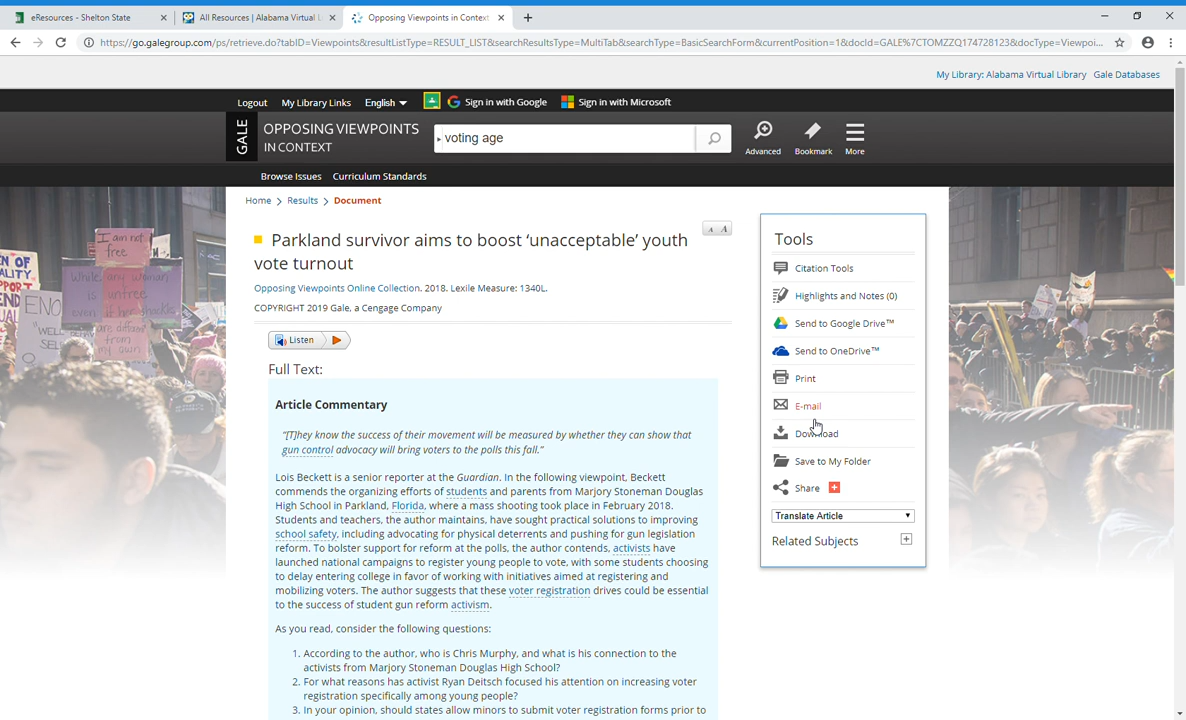 eResources - Shelton State
All Resources | Alabama Virtual L
Opposing Viewpoints in Context
https://go.galegroup.com/ps/retrieve.do?tabID=Viewpoints&resultListType=RESULT_LIST&searchResultsType=MultiTab&searchType=BasicSearchForm&currentPosition=1&docId=GALE%7CTOMZZQ174728123&docType=Viewpoi...
My Library: Alabama Virtual Library Gale Databases
Logout My Library Links English Sign in with Google Sign in with Microsoft
GALE
OPPOSING VIEWPOINTS
IN CONTEXT
voting age
Advanced Bookmark More
Browse Issues Curriculum Standards
Home > Results > Document
A A
Parkland survivor aims to boost ‘unacceptable’ youth
vote turnout
Opposing Viewpoints Online Collection. 2018. Lexile Measure: 1340L.
COPYRIGHT 2019 Gale, a Cengage Company
Listen
Full Text:
Article Commentary
“[T]hey know the success of their movement will be measured by whether they can show that
gun control advocacy will bring voters to the polls this fall.”
Lois Beckett is a senior reporter at the Guardian. In the following viewpoint, Beckett
commends the organizing efforts of students and parents from Marjory Stoneman Douglas
High School in Parkland, Florida, where a mass shooting took place in February 2018.
Students and teachers, the author maintains, have sought practical solutions to improving
school safety, including advocating for physical deterrents and pushing for gun legislation
reform. To bolster support for reform at the polls, the author contends, activists have
launched national campaigns to register young people to vote, with some students choosing
to delay entering college in favor of working with initiatives aimed at registering and
mobilizing voters. The author suggests that these voter registration drives could be essential
to the success of student gun reform activism.
As you read, consider the following questions:
1. According to the author, who is Chris Murphy, and what is his connection to the
activists from Marjory Stoneman Douglas High School?
2. For what reasons has activist Ryan Deitsch focused his attention on increasing voter
registration specifically among young people?
3. In your opinion, should states allow minors to submit voter registration forms prior to
Tools
Citation Tools
Highlights and Notes (0)
Send to Google Drive™
Send to OneDrive™
Print
E-mail
Download
Save to My Folder
Share
Translate Article
Related Subjects
I am not
free
While any woman
is unfree
even if her shackles
are different
from my own